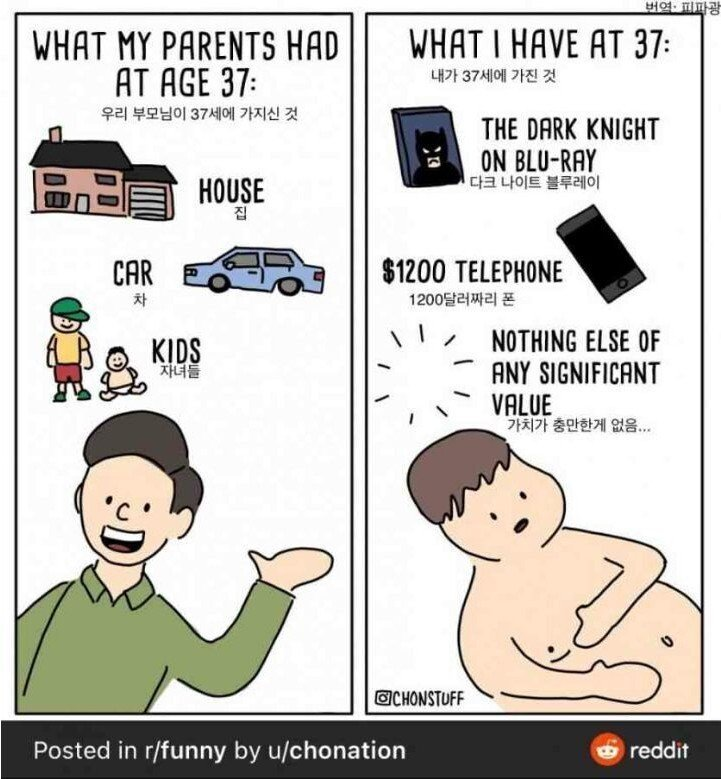 번역: 피파광
WHAT MY PARENTS HAD
AT AGE 37:
우리 부모님이 37세에 가지신 것
HOUSE
집
CAR
차
KIDS
자녀들
WHAT I HAVE AT 37:
내가 37세에 가진 것
THE DARK KNIGHT
ON BLU-RAY
다크 나이트 블루레이
$1200 TELEPHONE
1200달러짜리 폰
NOTHING ELSE OF
ANY SIGNIFICANT
VALUE
가치가 충만한게 없음...
@CHONSTUFF
Posted in r/funny by u/chonation
reddit